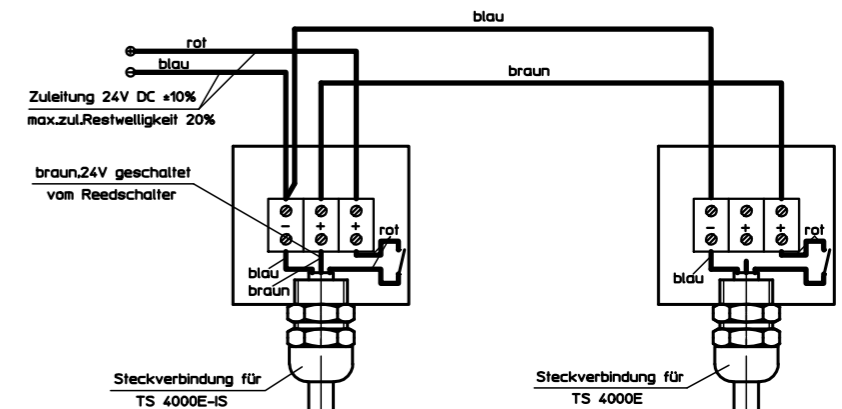 blau
rot
blau
braun
Zuleitung 24V DC ±10%
max.zul.Restwelligkeit 20%
braun,24V geschaltet
vom Reedschalter
- + +
rot
blau
braun
- + +
rot
blau
Steckverbindung für
TS 4000E-IS
Steckverbindung für
TS 4000E